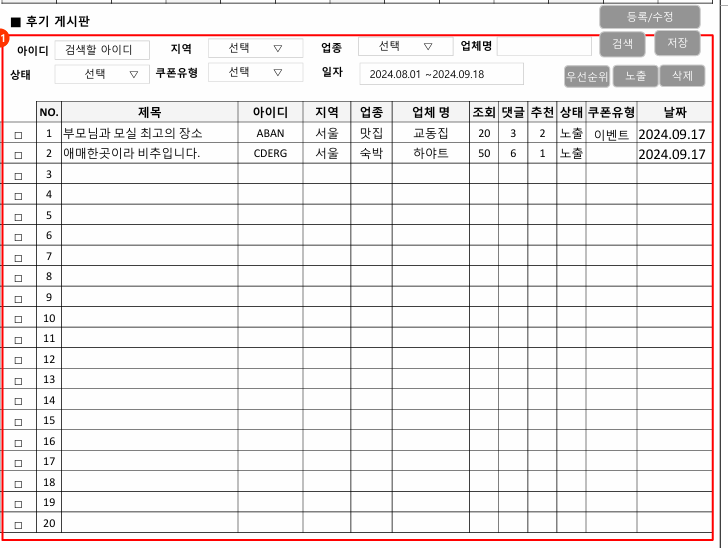 ■ 후기 게시판
등록/수정
1
아이디 검색할 아이디 지역 선택 ▽ 업종 선택 ▽ 업체명 검색 저장
상태 선택 ▽ 쿠폰유형 선택 ▽ 일자 2024.08.01 ~2024.09.18 우선순위 노출 삭제
NO. 제목 아이디 지역 업종 업체 명 조회 댓글 추천 상태 쿠폰유형 날짜
□ 1 부모님과 모실 최고의 장소 ABAN 서울 맛집 교동집 20 3 2 노출 이벤트 2024.09.17
□ 2 애매한곳이라 비추입니다. CDERG 서울 숙박 하야트 50 6 1 노출 2024.09.17
□ 3
□ 4
□ 5
□ 6
□ 7
□ 8
□ 9
□ 10
□ 11
□ 12
□ 13
□ 14
□ 15
□ 16
□ 17
□ 18
□ 19
□ 20